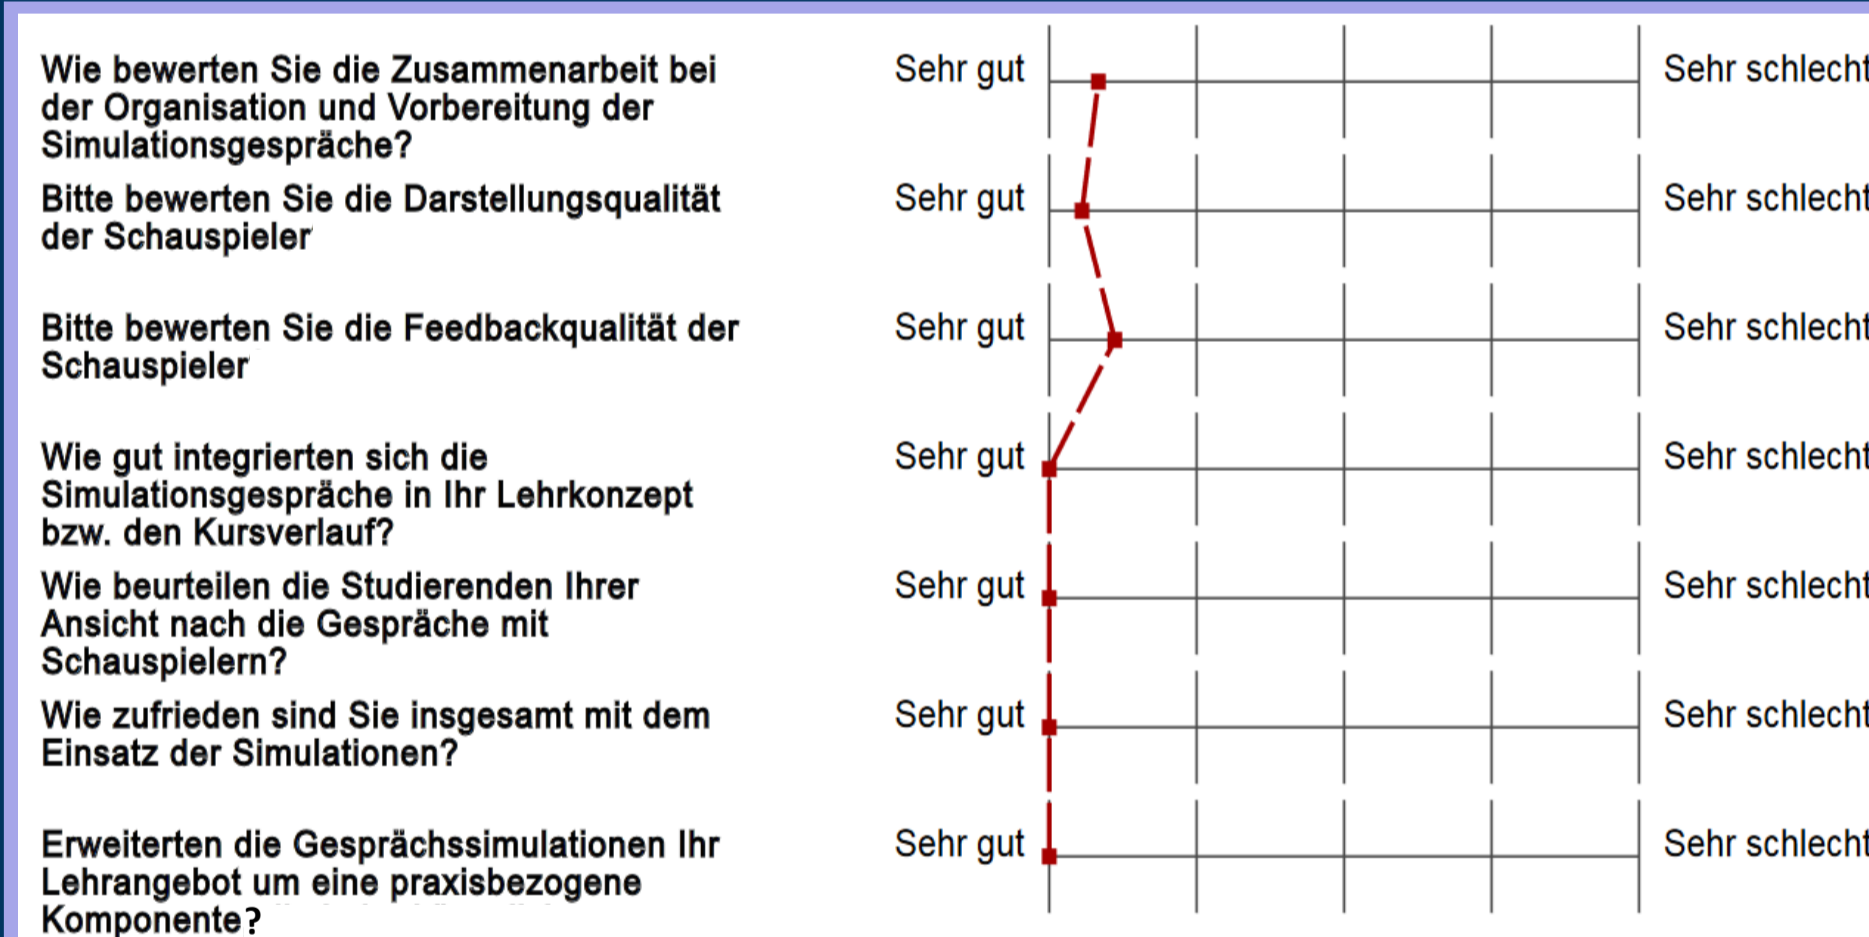 Wie bewerten Sie die Zusammenarbeit bei
der Organisation und Vorbereitung der
Simulationsgespräche?
Sehr gut
Sehr schlecht
Bitte bewerten Sie die Darstellungsqualität
der Schauspieler
Sehr gut
Sehr schlecht
Bitte bewerten Sie die Feedbackqualität der
Schauspieler
Sehr gut
Sehr schlecht
Wie gut integrierten sich die
Simulationsgespräche in Ihr Lehrkonzept
bzw. den Kursverlauf?
Sehr gut
Sehr schlecht
Wie beurteilen die Studierenden Ihrer
Ansicht nach die Gespräche mit
Schauspielern?
Sehr gut
Sehr schlecht
Wie zufrieden sind Sie insgesamt mit dem
Einsatz der Simulationen?
Sehr gut
Sehr schlecht
Erweiterten die Gesprächssimulationen Ihr
Lehrangebot um eine praxisbezogene
Komponente?
Sehr gut
Sehr schlecht